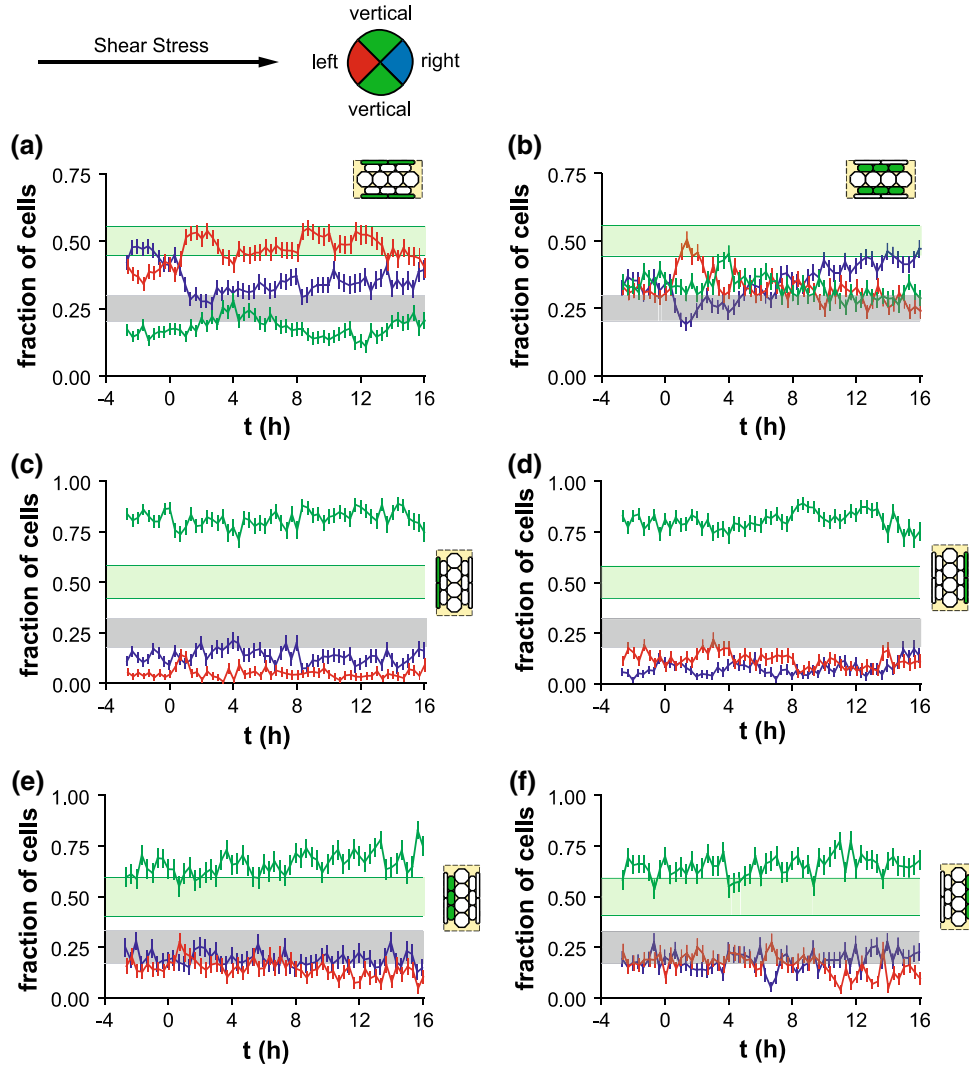 vertical
Shear Stress
left
right
vertical
(a)
(b)
fraction of cells
0.75
0.50
0.25
0.00
-4
0
4
8
12
16
t (h)
fraction of cells
0.75
0.50
0.25
0.00
-4
0
4
8
12
16
t (h)
(c)
(d)
fraction of cells
1.00
0.75
0.50
0.25
0.00
-4
0
4
8
12
16
t (h)
fraction of cells
1.00
0.75
0.50
0.25
0.00
-4
0
4
8
12
16
t (h)
(e)
(f)
fraction of cells
1.00
0.75
0.50
0.25
0.00
-4
0
4
8
12
16
t (h)
fraction of cells
1.00
0.75
0.50
0.25
0.00
-4
0
4
8
12
16
t (h)